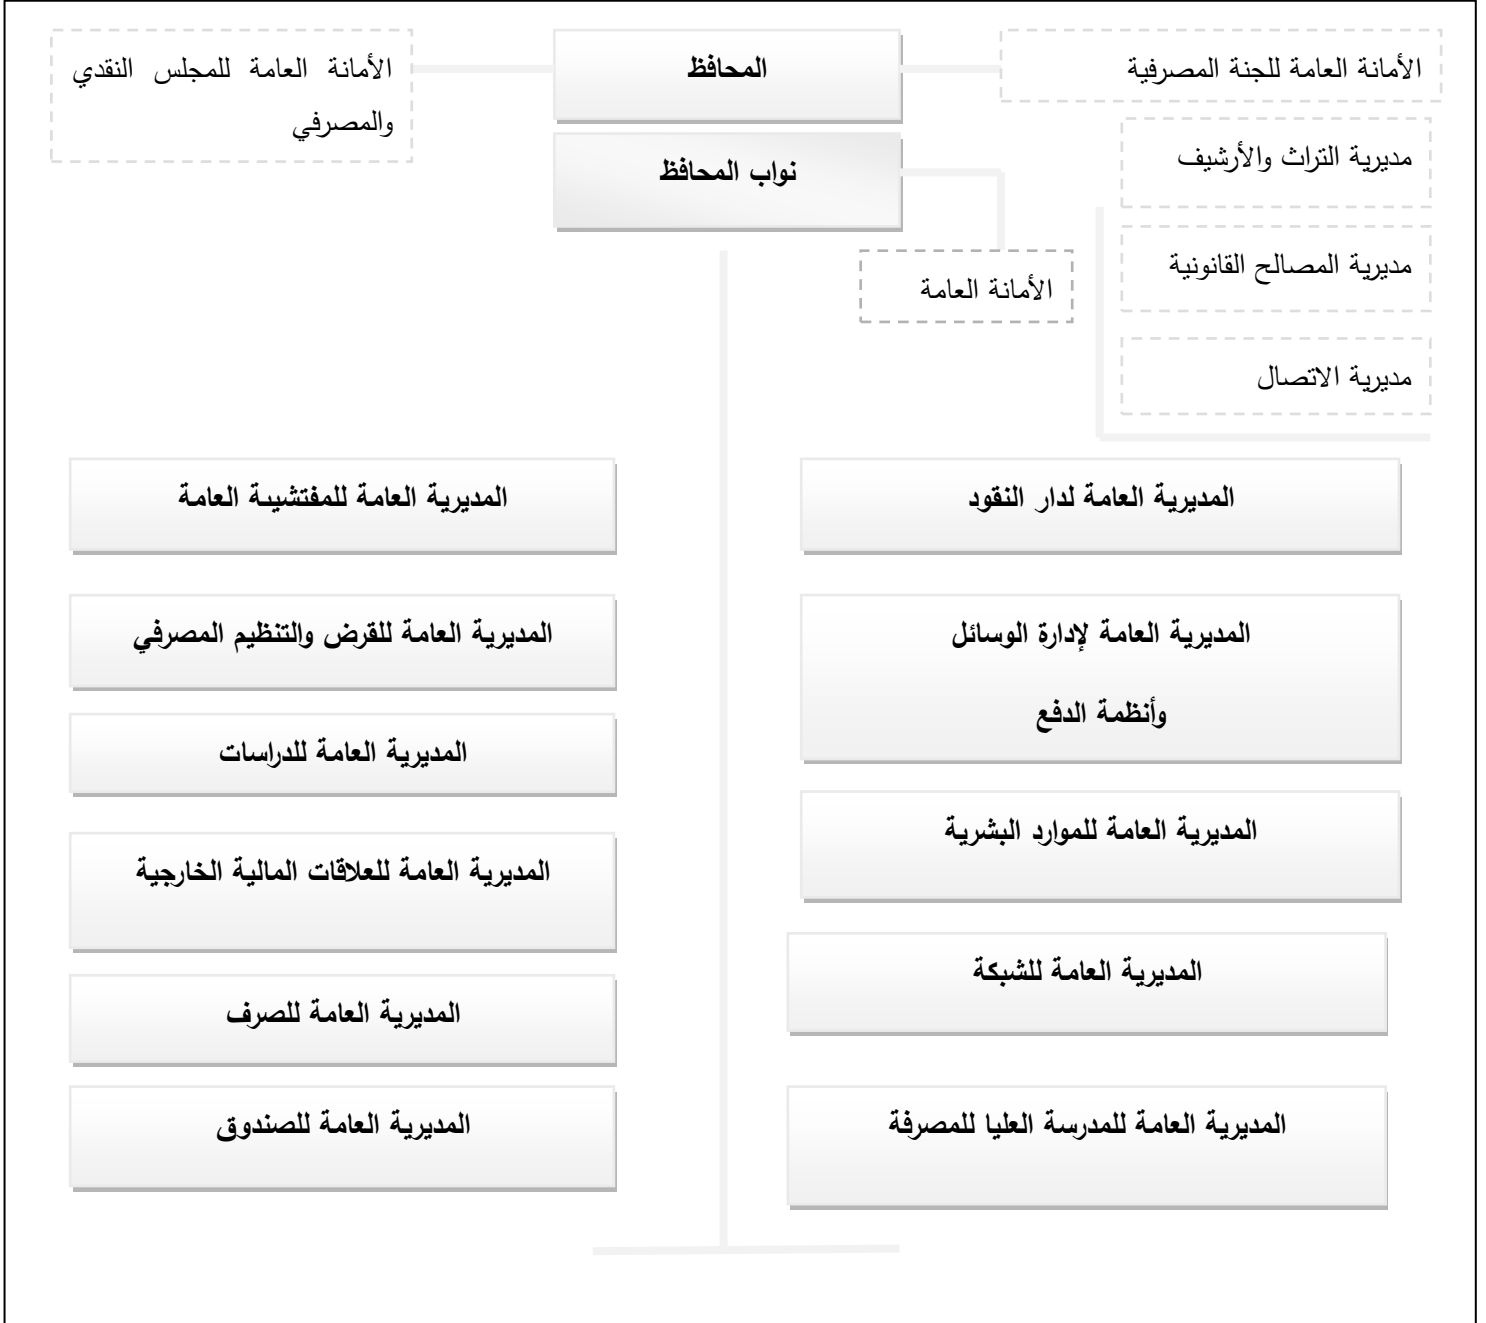 الأمانة العامة للجنة المصرفية
المحافظ
الأمانة العامة للمجلس النقدي
والمصرفي
نواب المحافظ
مديرية التراث والأرشيف
مديرية المصالح القانونية
الأمانة العامة
مديرية الاتصال
المديرية العامة لدار النقود
المديرية العامة للمفتشيىة العامة
المديرية العامة لإدارة الوسائل
وأنظمة الدفع
المديرية العامة للقرض والتنظيم المصرفي
المديرية العامة للدراسات
المديرية العامة للموارد البشرية
المديرية العامة للعلاقات المالية الخارجية
المديرية العامة للشبكة
المديرية العامة للصرف
المديرية العامة للمدرسة العليا للمصرفة
المديرية العامة للصندوق